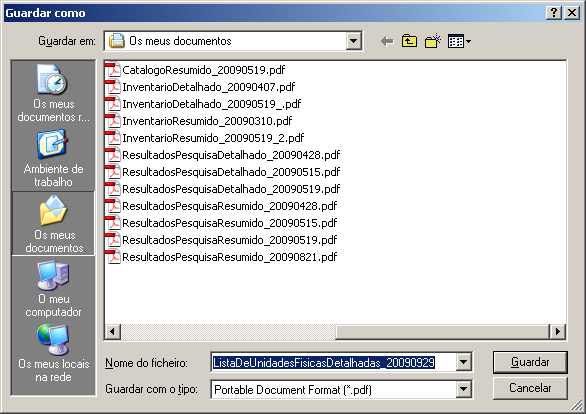 Guardar como
Guardar em: Os meus documentos
Os meus
documentos r...
Ambiente de
trabalho
Os meus
documentos
O meu
computador
Os meus locais
na rede
CatalogoResumido_20090519.pdf
InventarioDetalhado_20090407.pdf
InventarioDetalhado_20090519_.pdf
InventarioResumido_20090310.pdf
InventarioResumido_20090519_2.pdf
ResultadosPesquisaDetalhado_20090428.pdf
ResultadosPesquisaDetalhado_20090515.pdf
ResultadosPesquisaDetalhado_20090519.pdf
ResultadosPesquisaResumido_20090428.pdf
ResultadosPesquisaResumido_20090515.pdf
ResultadosPesquisaResumido_20090519.pdf
ResultadosPesquisaResumido_20090821.pdf
Nome do ficheiro: ListaDeUnidadesFisicasDetalhadas_20090929 Guardar
Guardar com o tipo: Portable Document Format (*.pdf) Cancelar